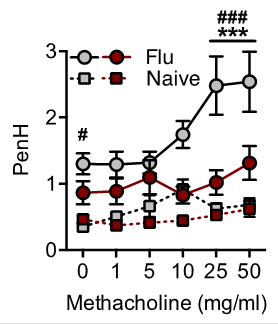 ###
***
3
Flu
Naive
2
#
1
0
PenH
0 1 5 10 25 50
Methacholine (mg/ml)